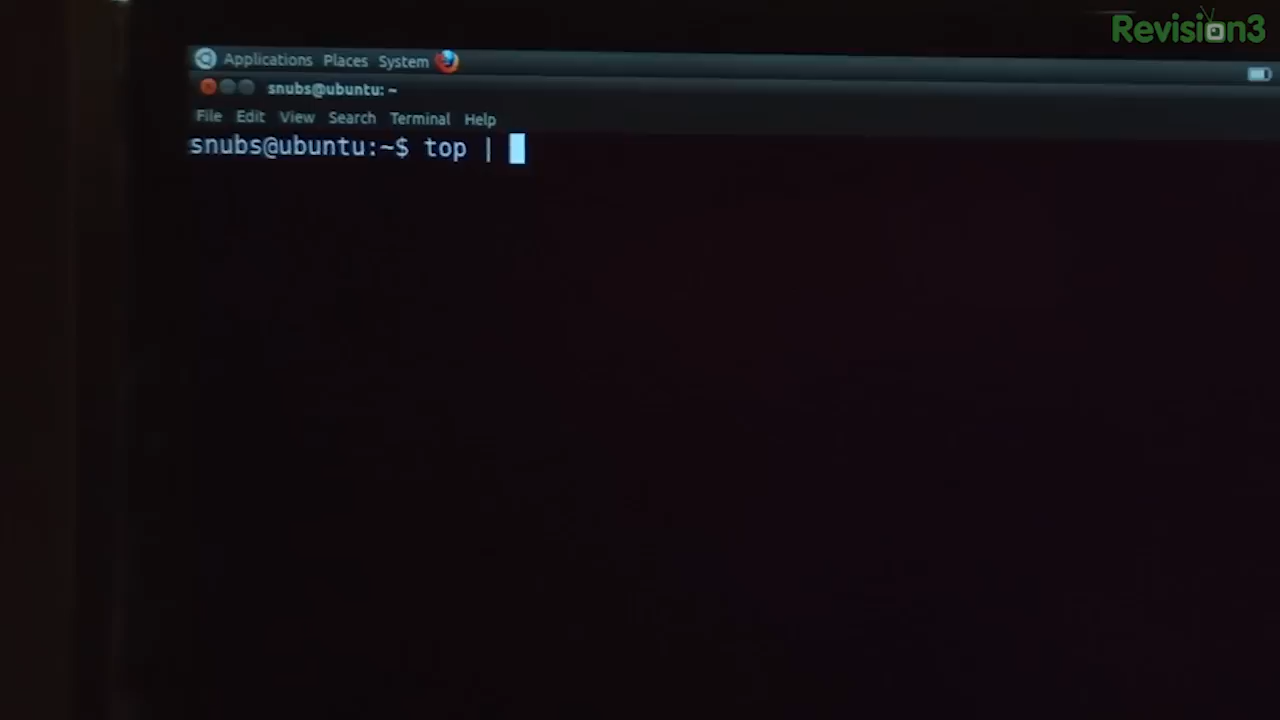 Revision3
Applications Places System
snubs@ubuntu: ~
File Edit View Search Terminal Help
snubs@ubuntu:~$ top |